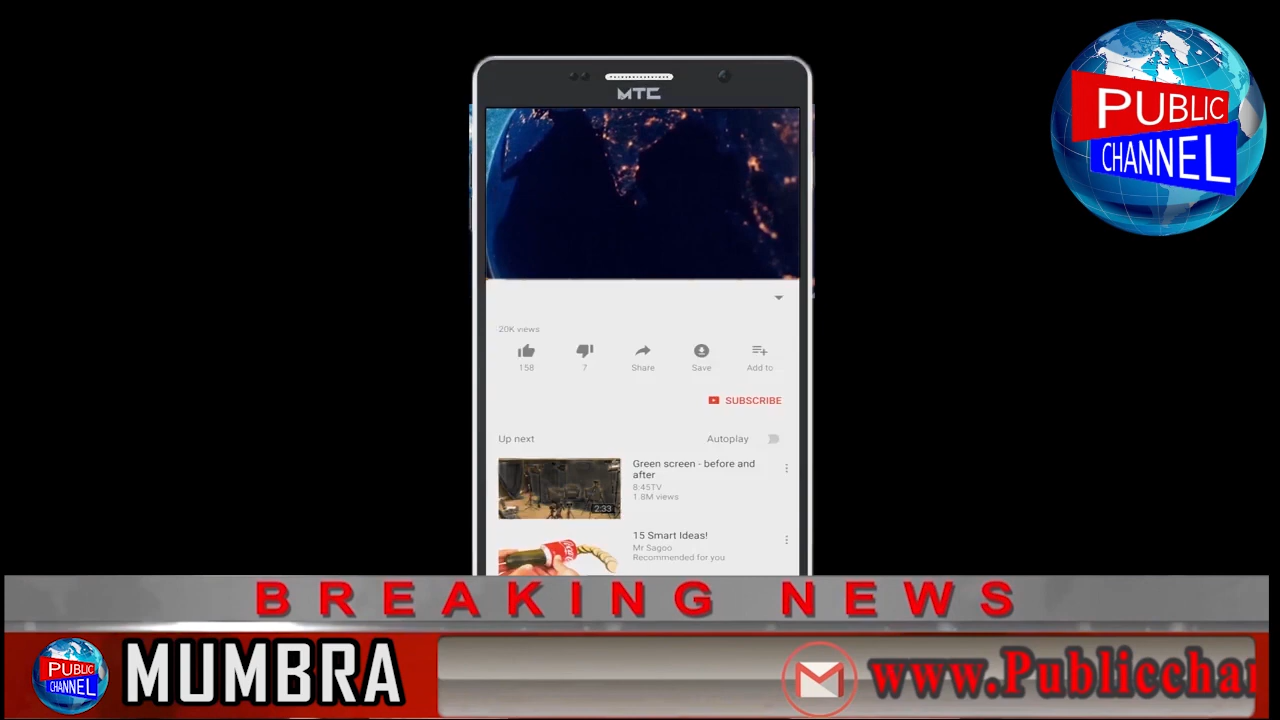 MTC
PUBLIC
CHANNEL
20K views
158
7
Share
Save
Add to
SUBSCRIBE
Up next
Autoplay
Green screen - before and
after
8:45TV
1.8M views
2:33
15 Smart Ideas!
Mr Sagoo
Recommended for you
BREAKING NEWS
PUBLIC
CHANNEL
MUMBRA
www.Publicchan